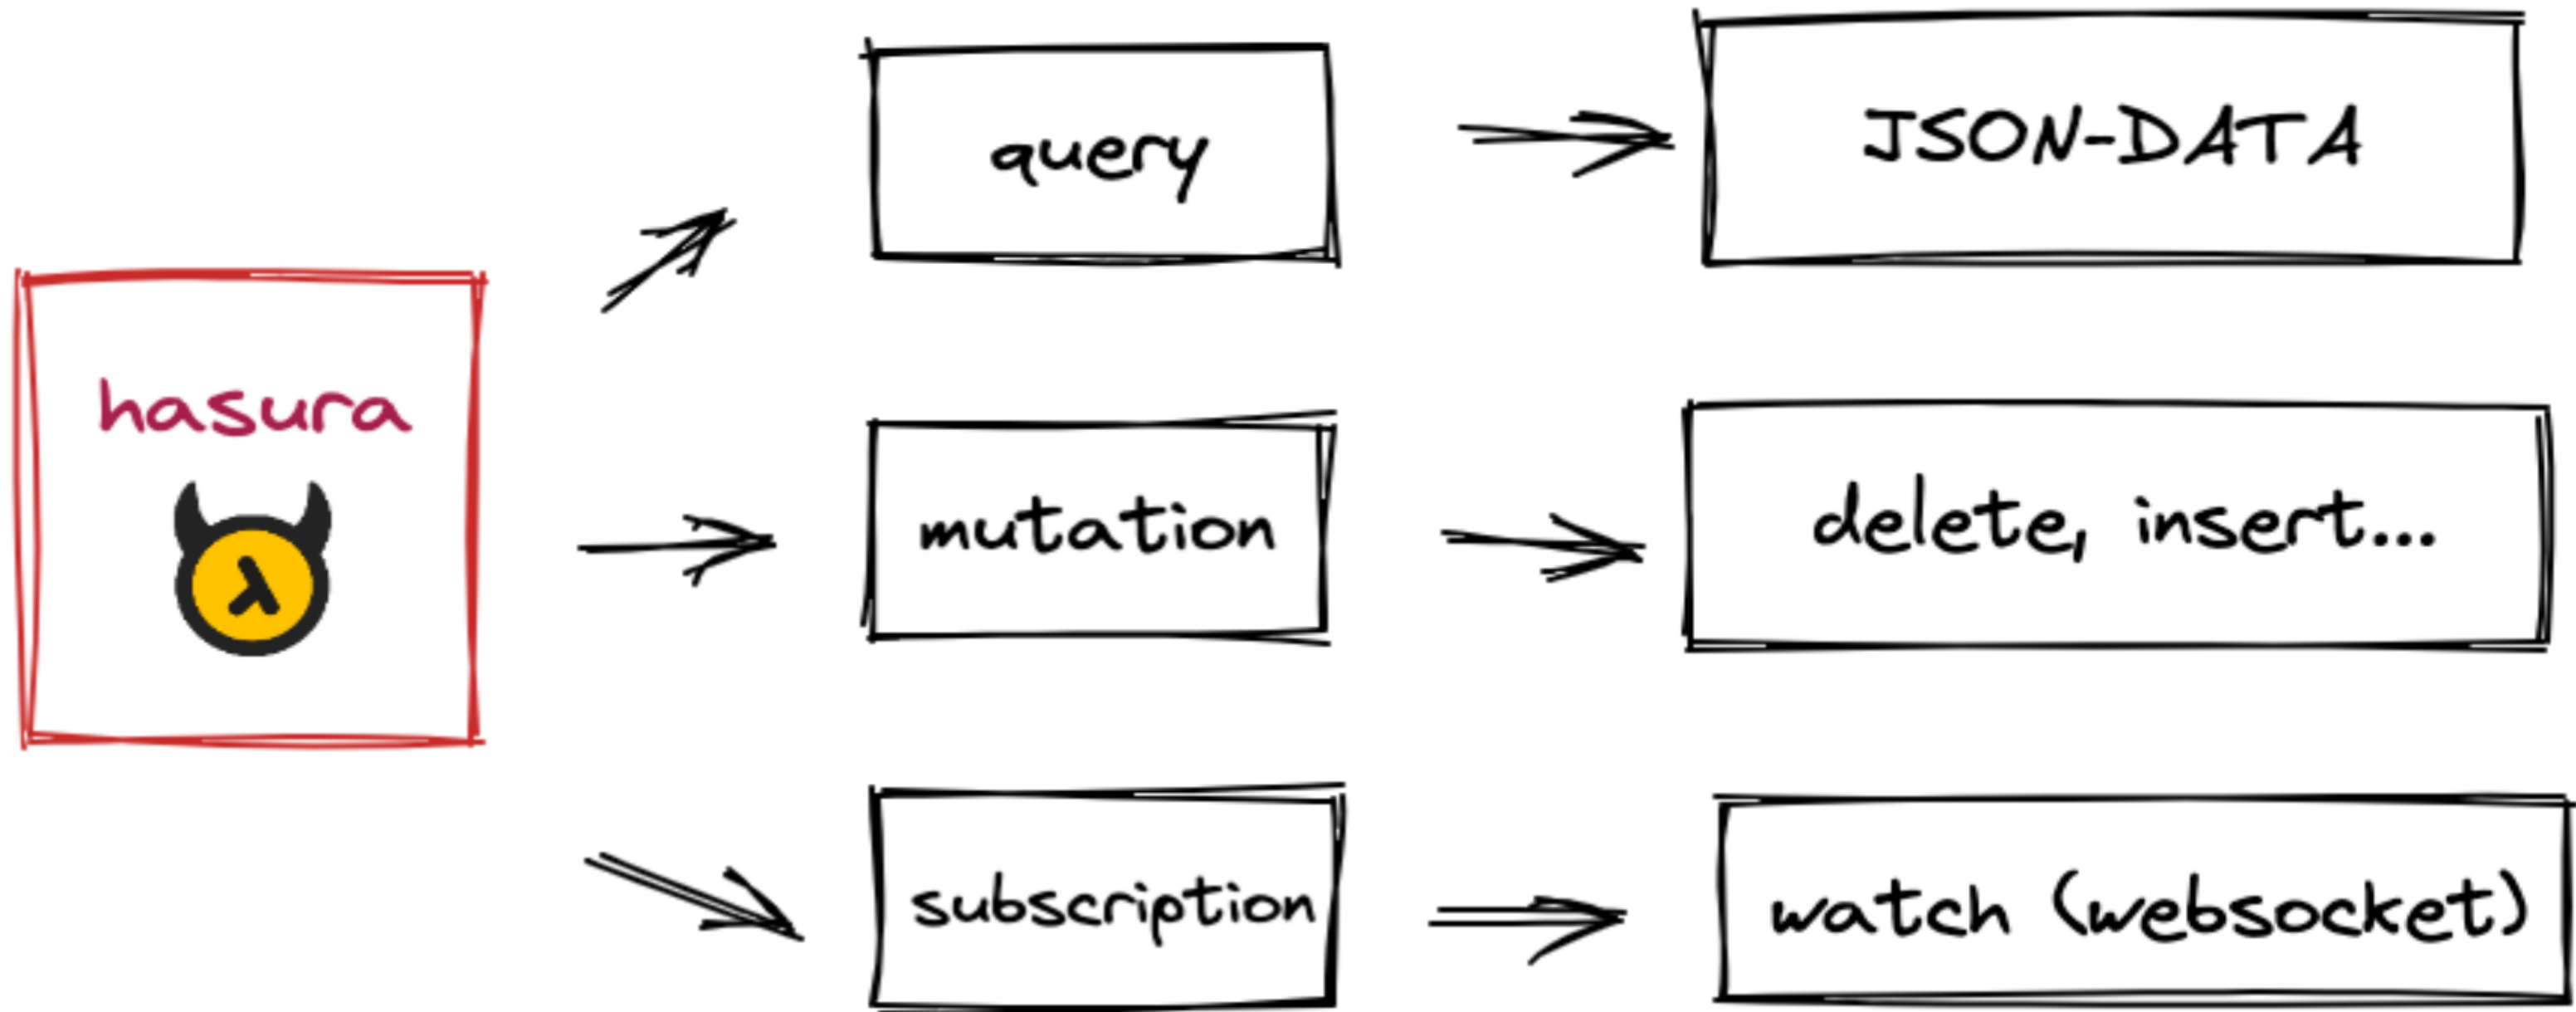 query
JSON-DATA
hasura
λ
mutation
delete, insert...
subscription
watch (websocket)